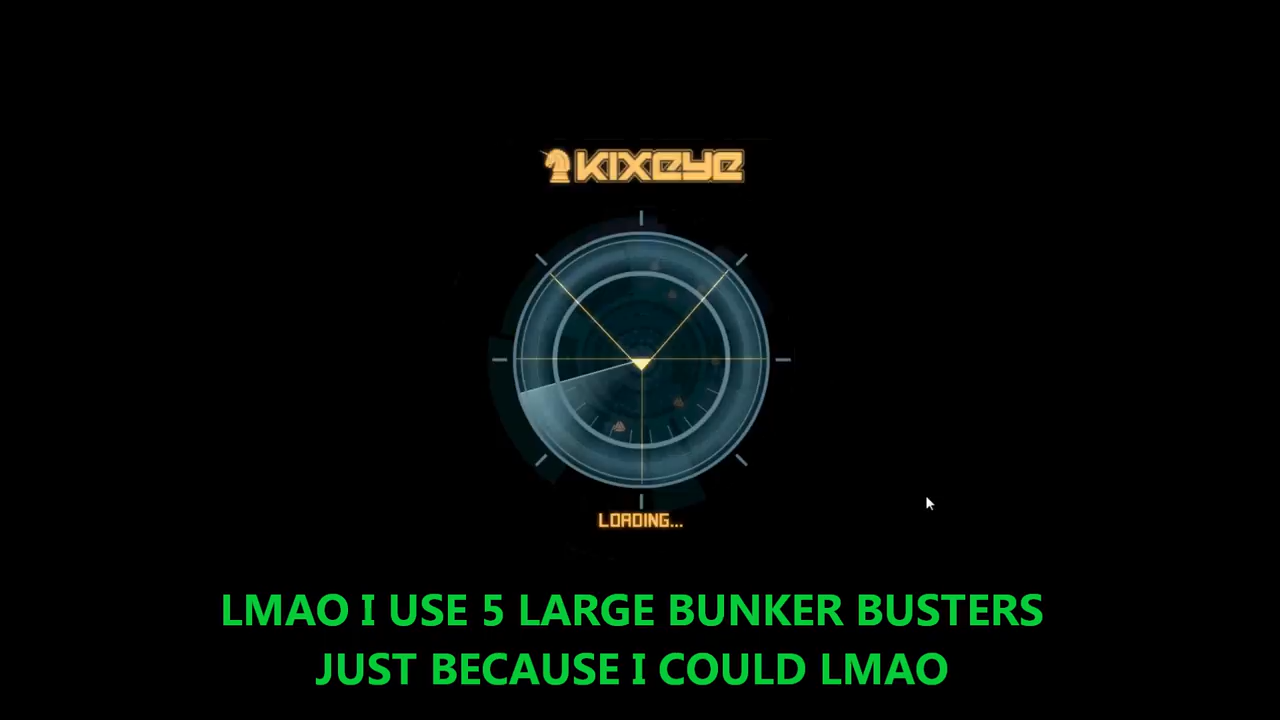 KIXEYE
LOADING...
LMAO I USE 5 LARGE BUNKER BUSTERS
JUST BECAUSE I COULD LMAO